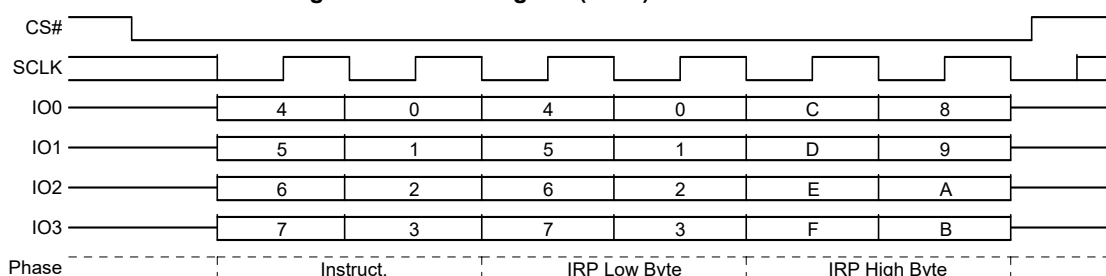 CS#
SCLK
IO0 4 0 4 0 C 8
IO1 5 1 5 1 D 9
IO2 6 2 6 2 E A
IO3 7 3 7 3 F B
Phase Instruct. IRP Low Byte IRP High Byte